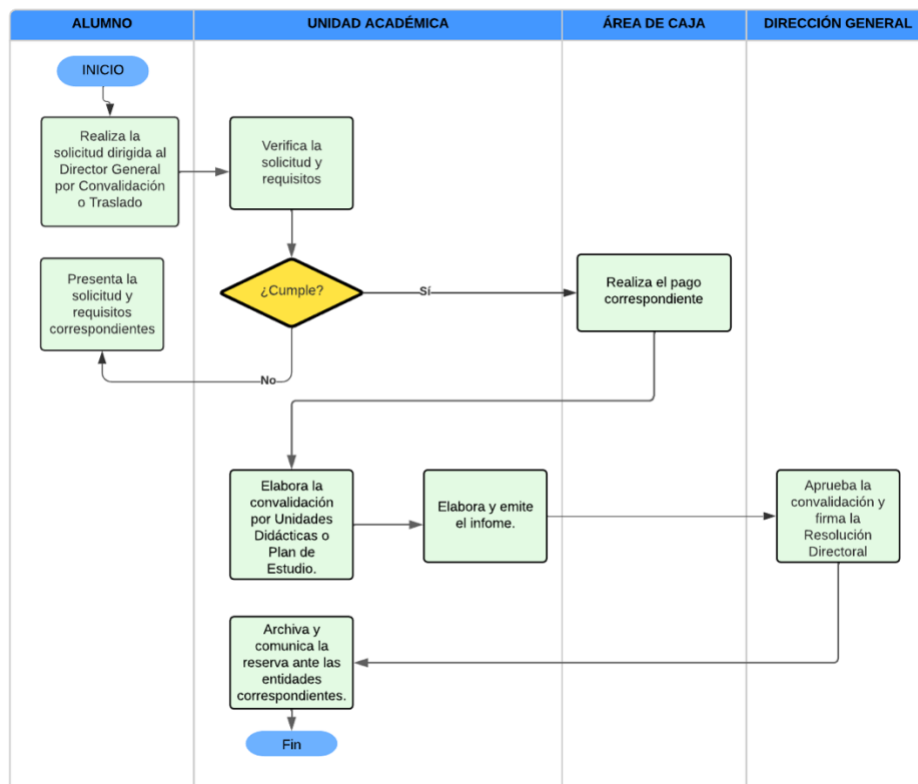 ALUMNO
UNIDAD ACADÉMICA
ÁREA DE CAJA
DIRECCIÓN GENERAL
INICIO
Realiza la
solicitud dirigida al
Director General
por Convalidación
o Traslado
Verifica la
solicitud y
requisitos
Presenta la
solicitud y
requisitos
correspondientes
¿Cumple?
Sí
Realiza el pago
correspondiente
No
Elabora la
convalidación
por Unidades
Didácticas o
Plan de
Estudio.
Elabora y emite
el infome.
Aprueba la
convalidación y
firma la
Resolución
Directoral
Archiva y
comunica la
reserva ante las
entidades
correspondientes.
Fin